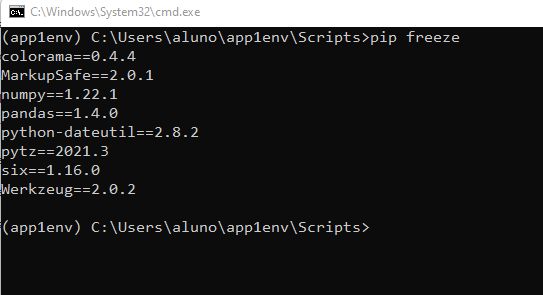 C:\Windows\System32\cmd.exe
(app1env) C:\Users\aluno\app1env\Scripts>pip freeze
colorama==0.4.4
MarkupSafe==2.0.1
numpy==1.22.1
pandas==1.4.0
python-dateutil==2.8.2
pytz==2021.3
six==1.16.0
Werkzeug==2.0.2
(app1env) C:\Users\aluno\app1env\Scripts>